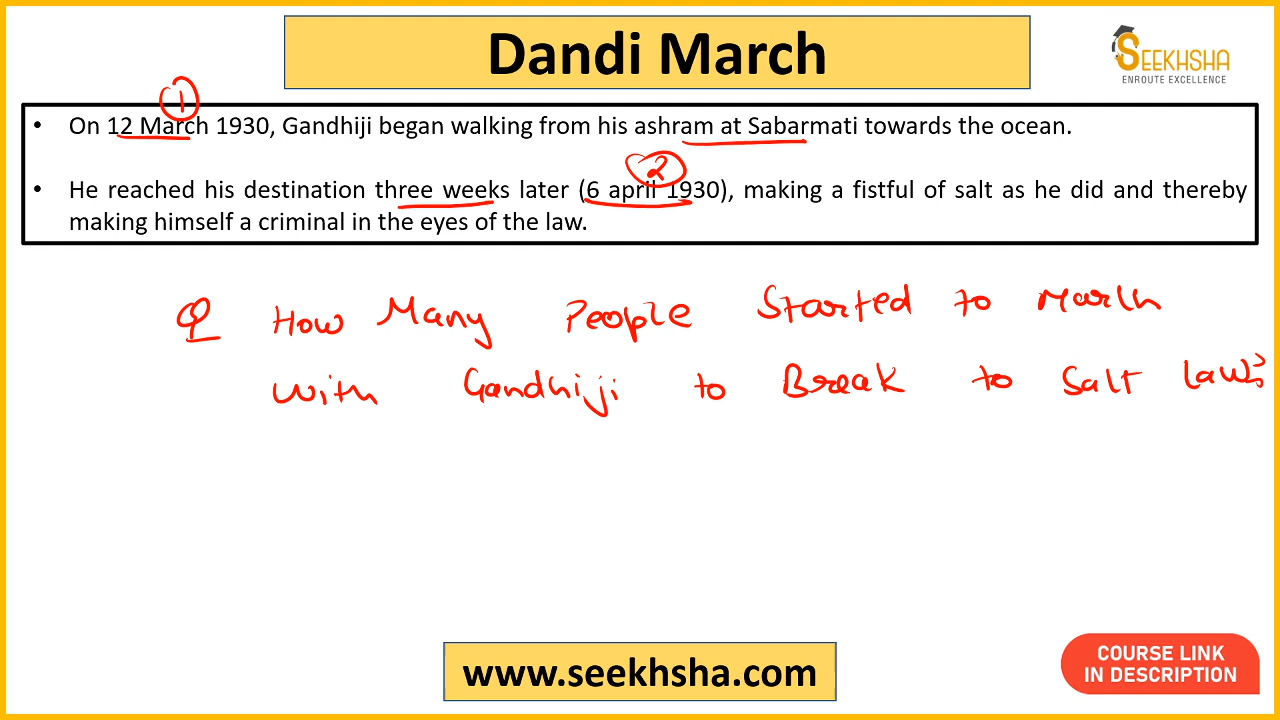 Dandi March
SEEKHSHA
ENROUTE EXCELLENCE
1
• On 12 March 1930, Gandhiji began walking from his ashram at Sabarmati towards the ocean.
2
• He reached his destination three weeks later (6 april 1930), making a fistful of salt as he did and thereby
making himself a criminal in the eyes of the law.
Q How Many People Started to March
with Gandhiji to Break to Salt law?
www.seekhsha.com
COURSE LINK
IN DESCRIPTION